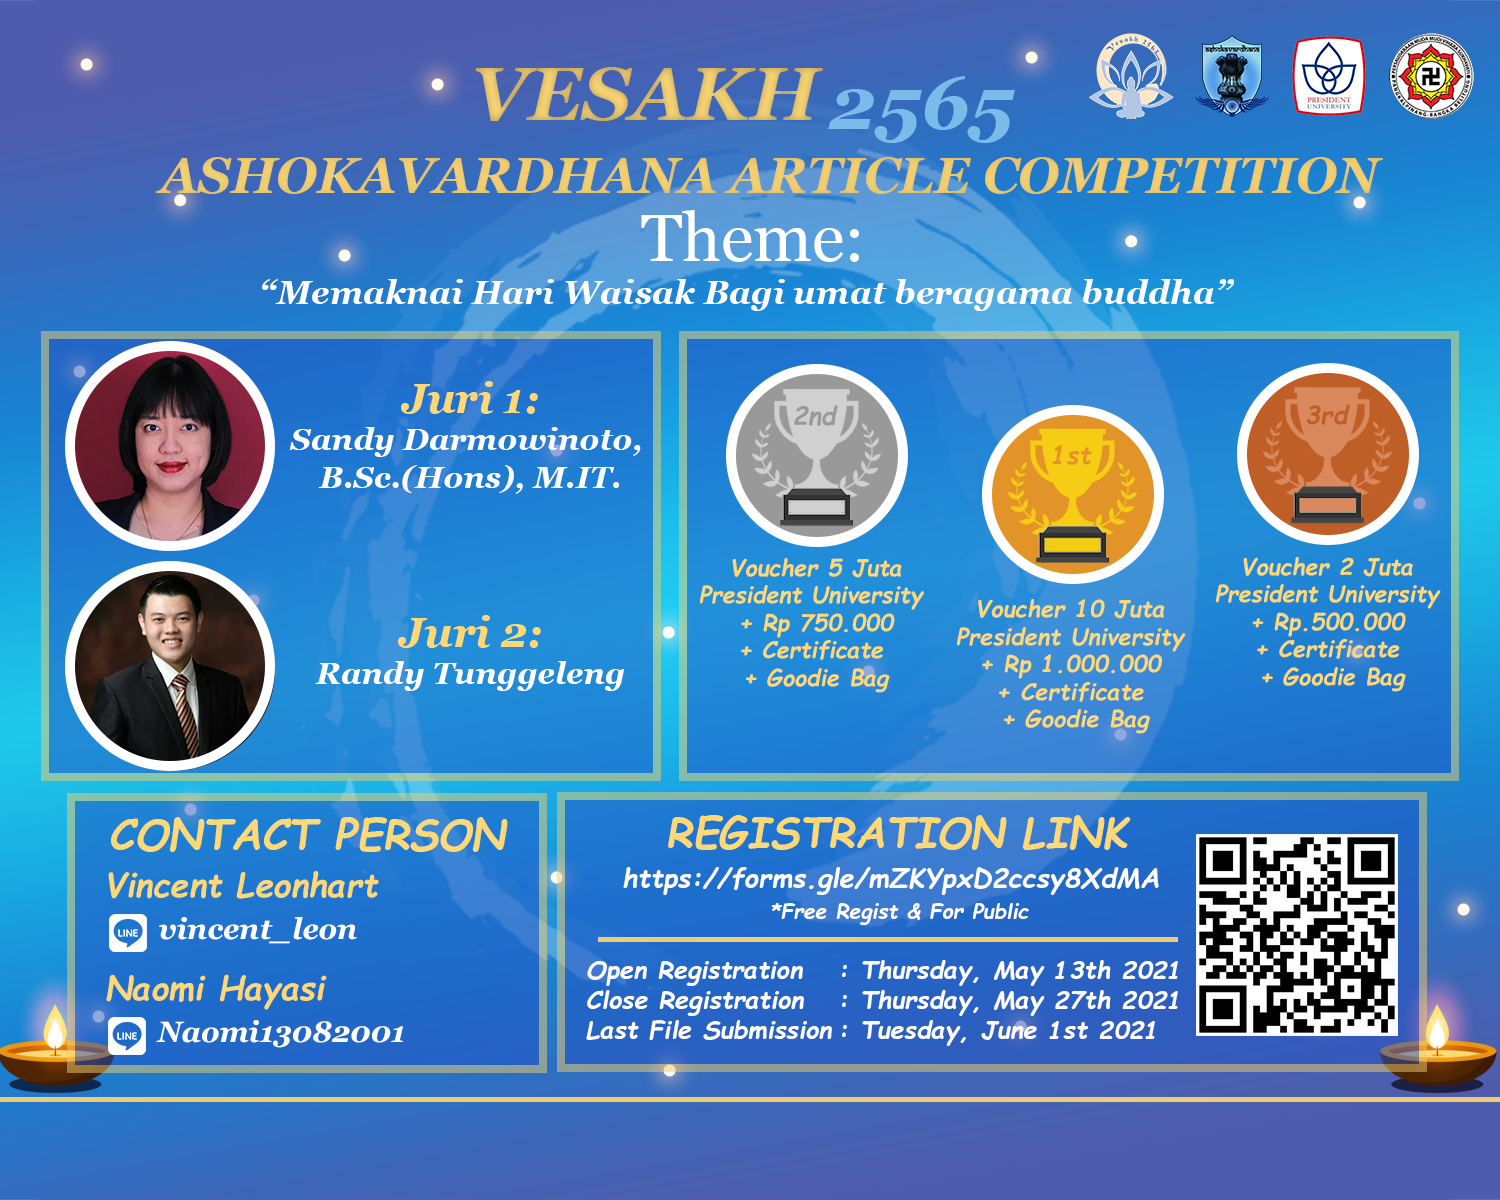 VESAKH 2565
Vesakh 2565
ashokavardhana
PRESIDENT
UNIVERSITY
ASHOKAVARDHANA ARTICLE COMPETITION
Theme:
“Memaknai Hari Waisak Bagi umat beragama buddha”
Juri 1:
Sandy Darmowinoto,
B.Sc.(Hons), M.IT.
Juri 2:
Randy Tunggeleng
2nd
Voucher 5 Juta
President University
+ Rp 750.000
+ Certificate
+ Goodie Bag
1st
Voucher 10 Juta
President University
+ Rp 1.000.000
+ Certificate
+ Goodie Bag
3rd
Voucher 2 Juta
President University
+ Rp.500.000
+ Certificate
+ Goodie Bag
CONTACT PERSON
Vincent Leonhart
LINE vincent_leon
Naomi Hayasi
LINE Naomi13082001
REGISTRATION LINK
https://forms.gle/mZKYpxD2ccsy8XdMA
*Free Regist & For Public
Open Registration : Thursday, May 13th 2021
Close Registration : Thursday, May 27th 2021
Last File Submission : Tuesday, June 1st 2021